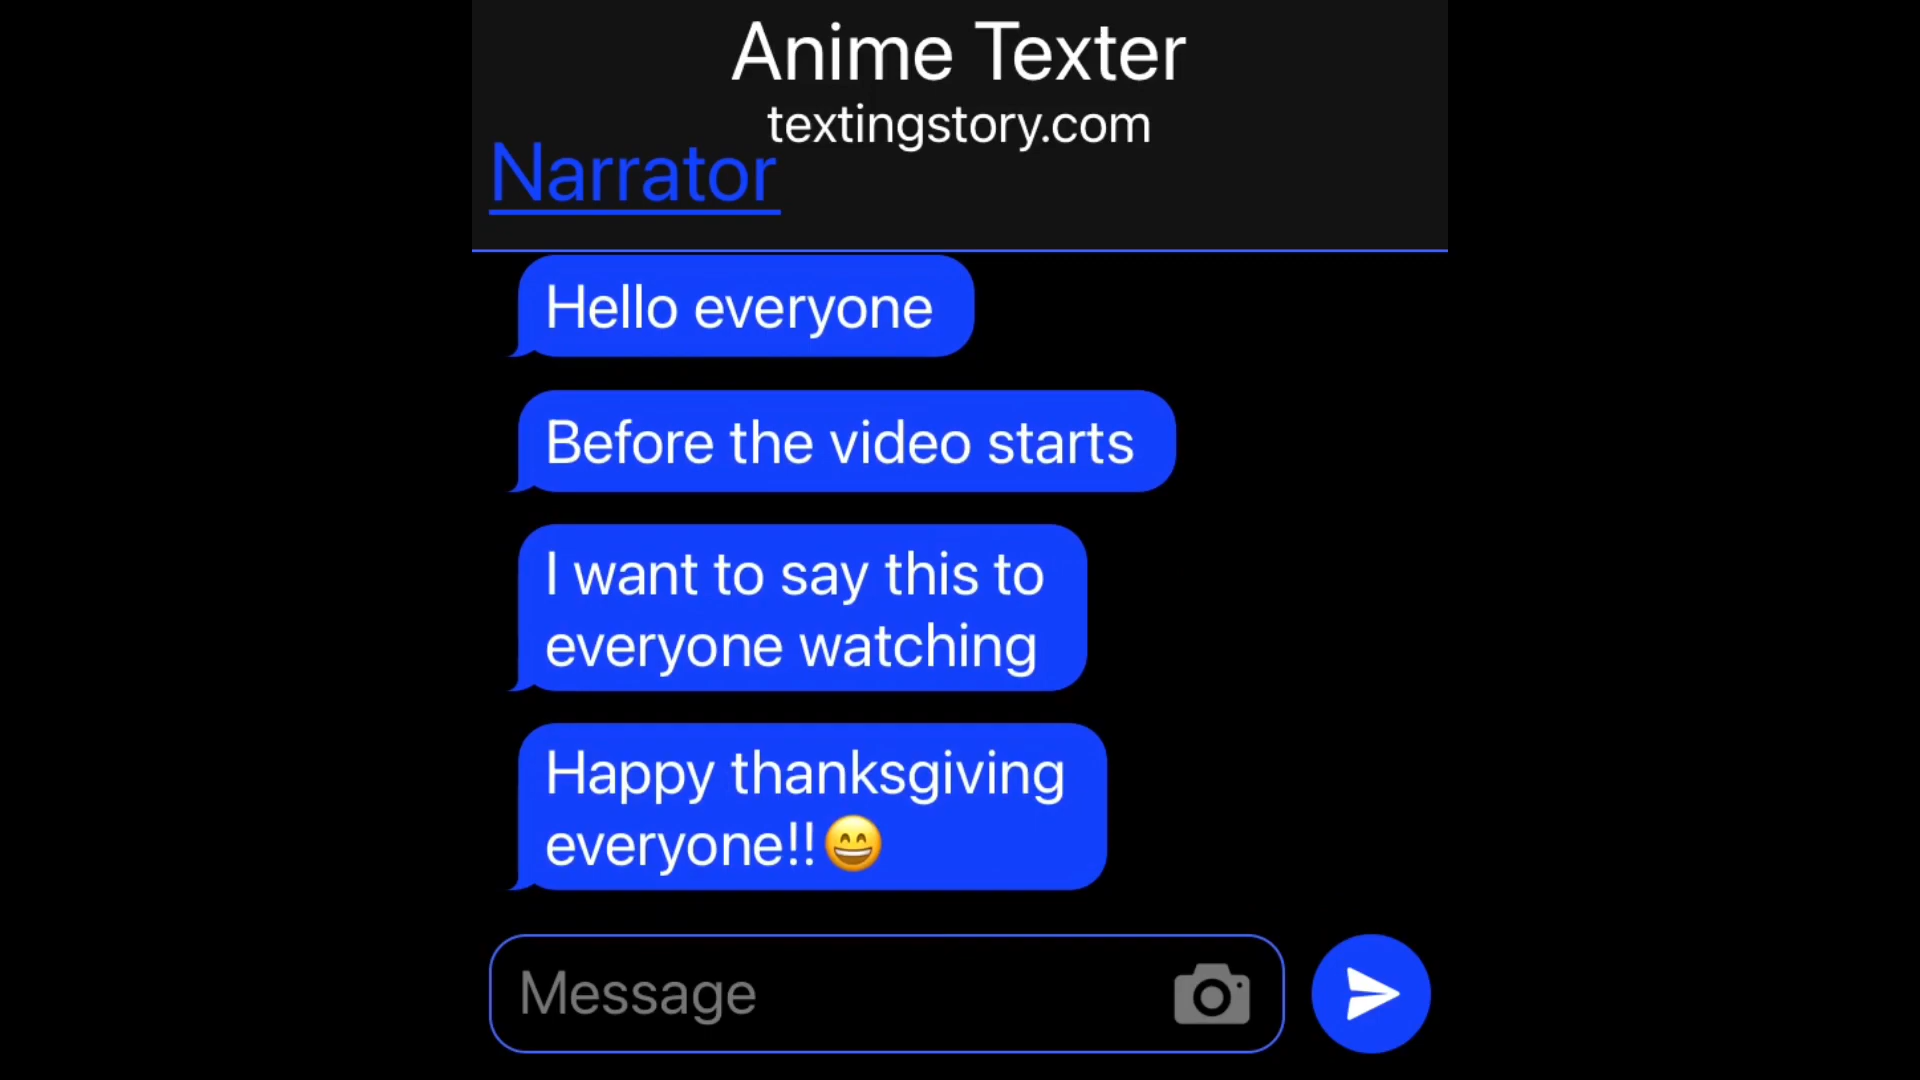 Anime Texter
textingstory.com
Narrator
Hello everyone
Before the video starts
I want to say this to
everyone watching
Happy thanksgiving
everyone!!😄
Message